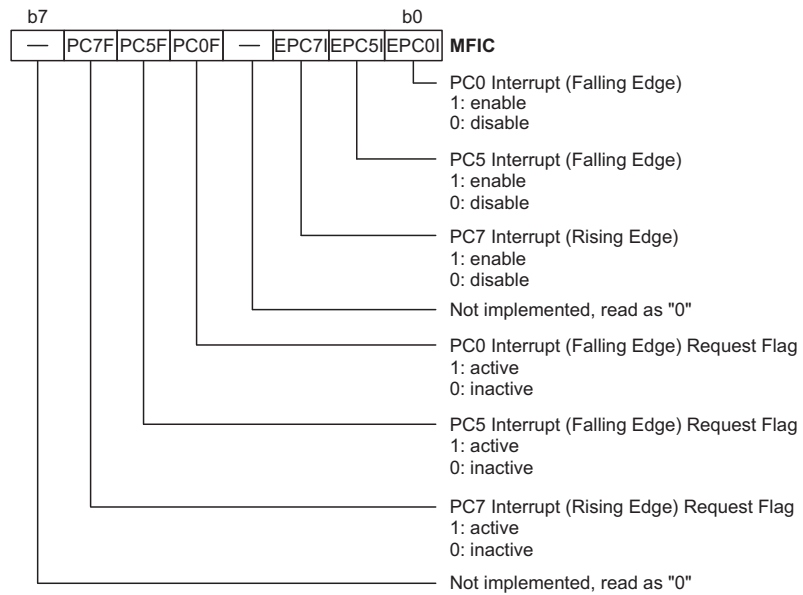 b7 b0
— PC7F PC5F PC0F — EPC7I EPC5I EPC0I MFIC
PC0 Interrupt (Falling Edge)
1: enable
0: disable
PC5 Interrupt (Falling Edge)
1: enable
0: disable
PC7 Interrupt (Rising Edge)
1: enable
0: disable
Not implemented, read as "0"
PC0 Interrupt (Falling Edge) Request Flag
1: active
0: inactive
PC5 Interrupt (Falling Edge) Request Flag
1: active
0: inactive
PC7 Interrupt (Rising Edge) Request Flag
1: active
0: inactive
Not implemented, read as "0"